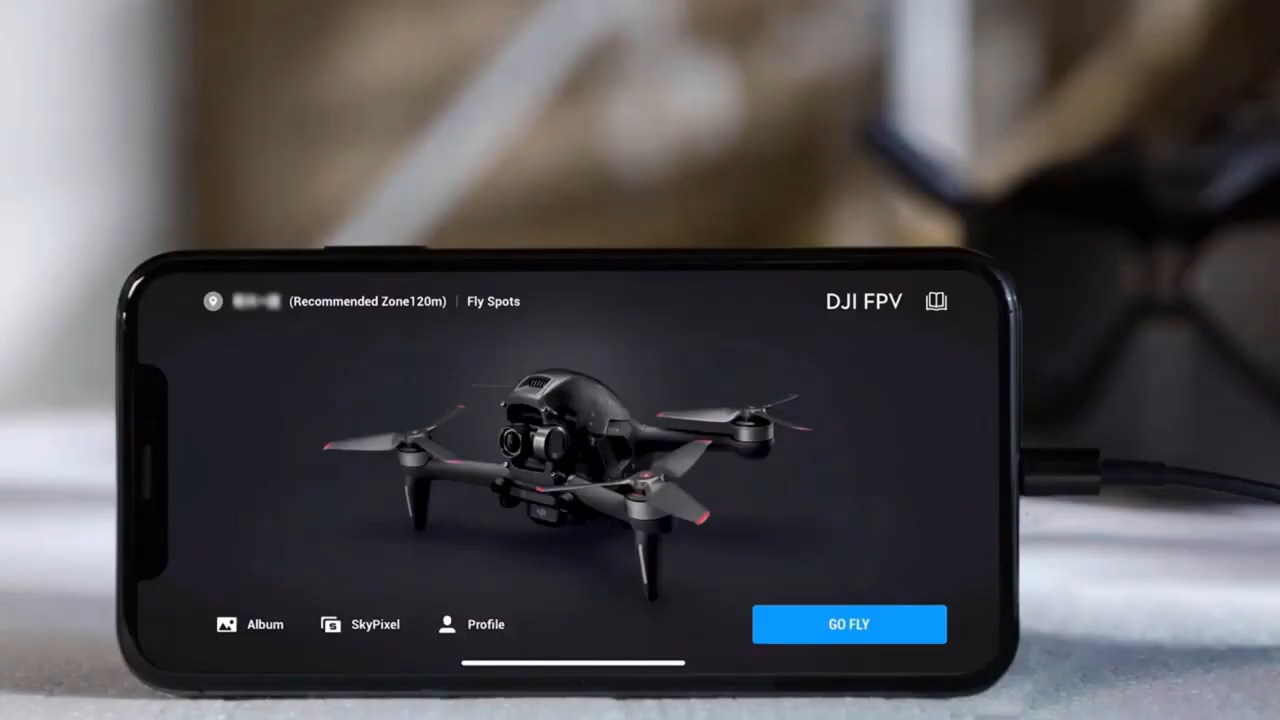 (Recommended Zone120m) | Fly Spots
DJI FPV
Album
SkyPixel
Profile
GO FLY